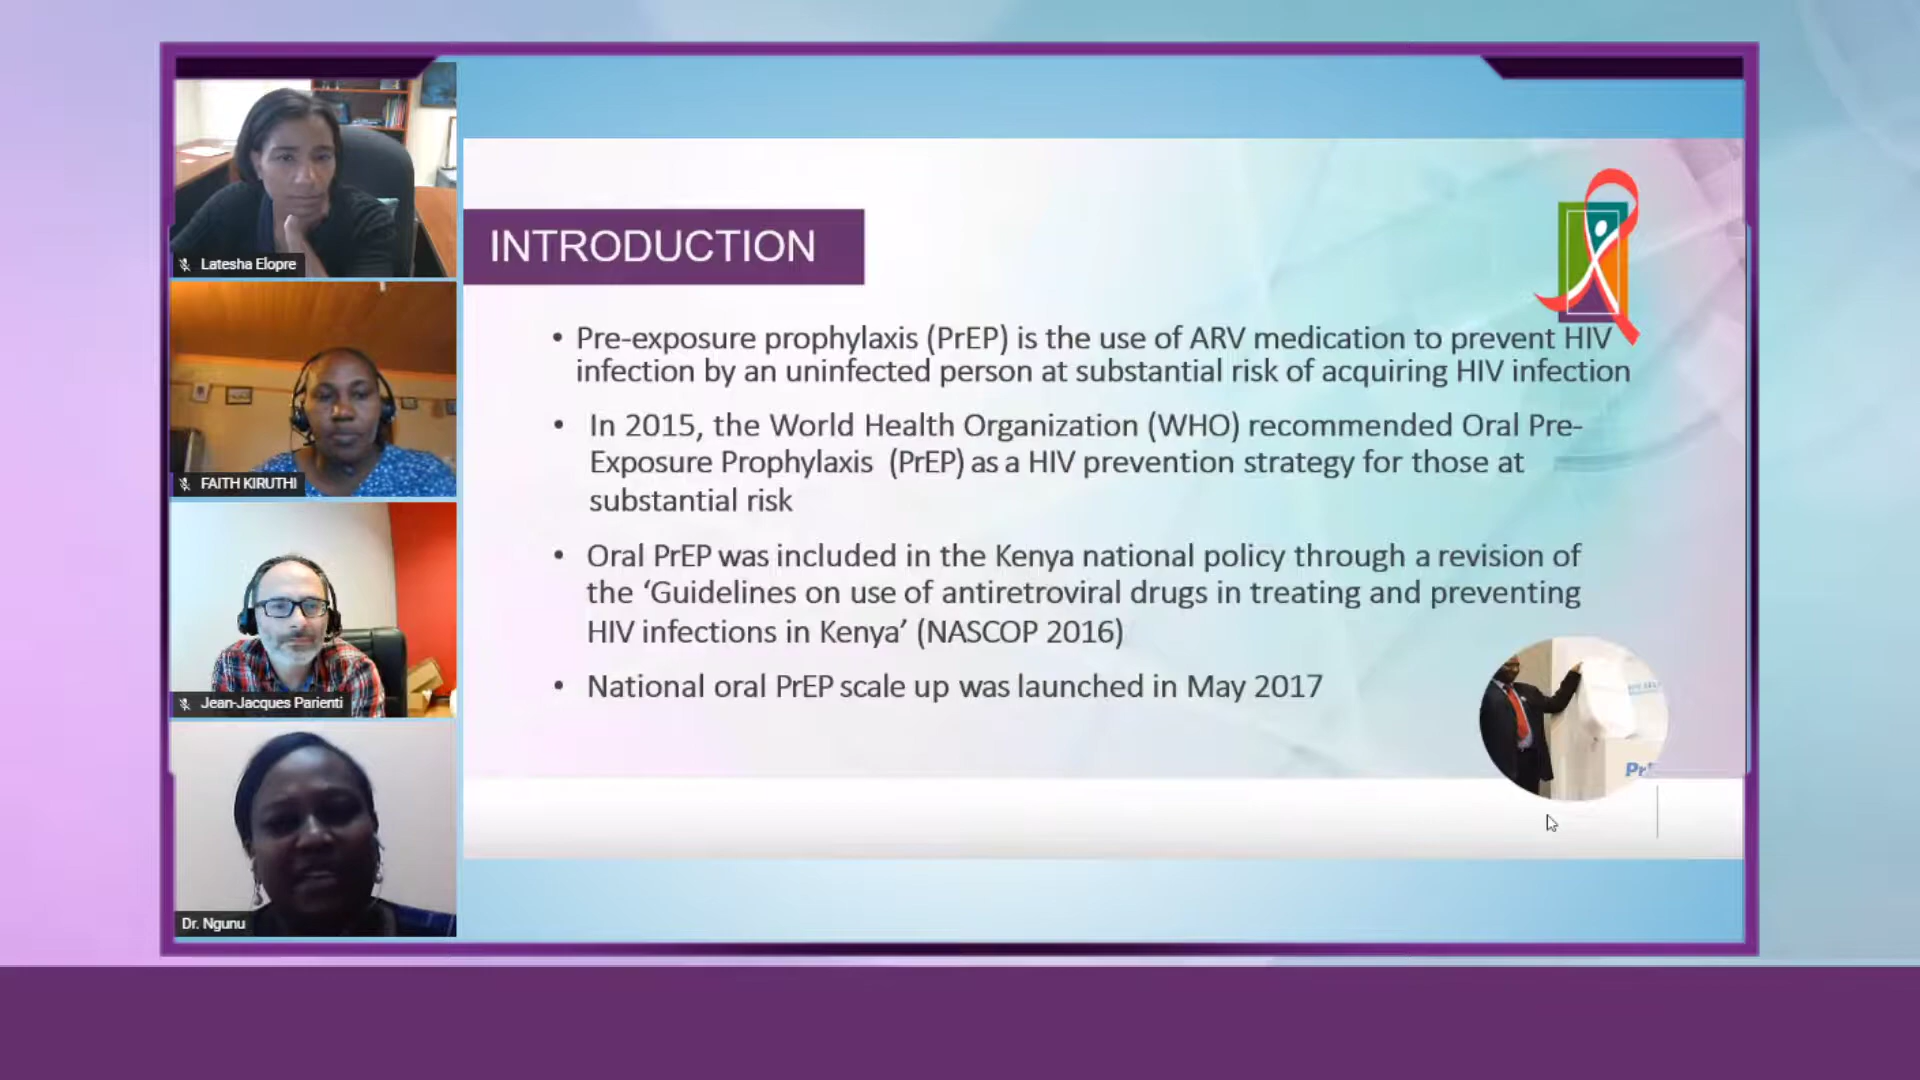 Latesha Elopre
FAITH KIRUTHI
Jean-Jacques Parienti
Dr. Ngunu
INTRODUCTION
• Pre-exposure prophylaxis (PrEP) is the use of ARV medication to prevent HIV
infection by an uninfected person at substantial risk of acquiring HIV infection
• In 2015, the World Health Organization (WHO) recommended Oral Pre-
Exposure Prophylaxis (PrEP) as a HIV prevention strategy for those at
substantial risk
• Oral PrEP was included in the Kenya national policy through a revision of
the ‘Guidelines on use of antiretroviral drugs in treating and preventing
HIV infections in Kenya’ (NASCOP 2016)
• National oral PrEP scale up was launched in May 2017